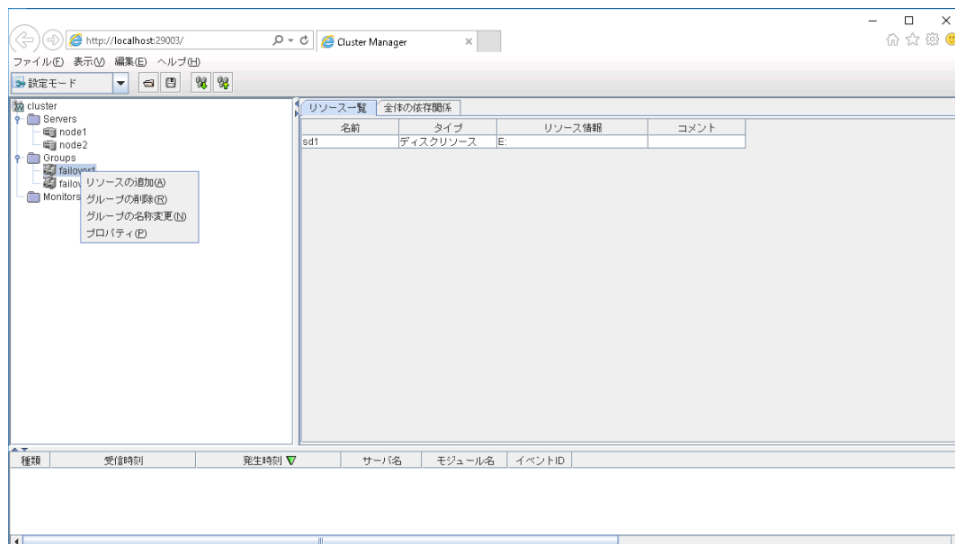 http://localhost:29003/
Cluster Manager
ファイル(F) 表示(V) 編集(E) ヘルプ(H)
設定モード
cluster
Servers
node1
node2
Groups
failover1
failov
Monitors
リソースの追加(A)
グループの削除(R)
グループの名称変更(N)
プロパティ(P)
リソース一覧 全体の依存関係
名前 タイプ リソース情報 コメント
sd1 ディスクリソース E:
種類 受信時刻 発生時刻 サーバ名 モジュール名 イベントID